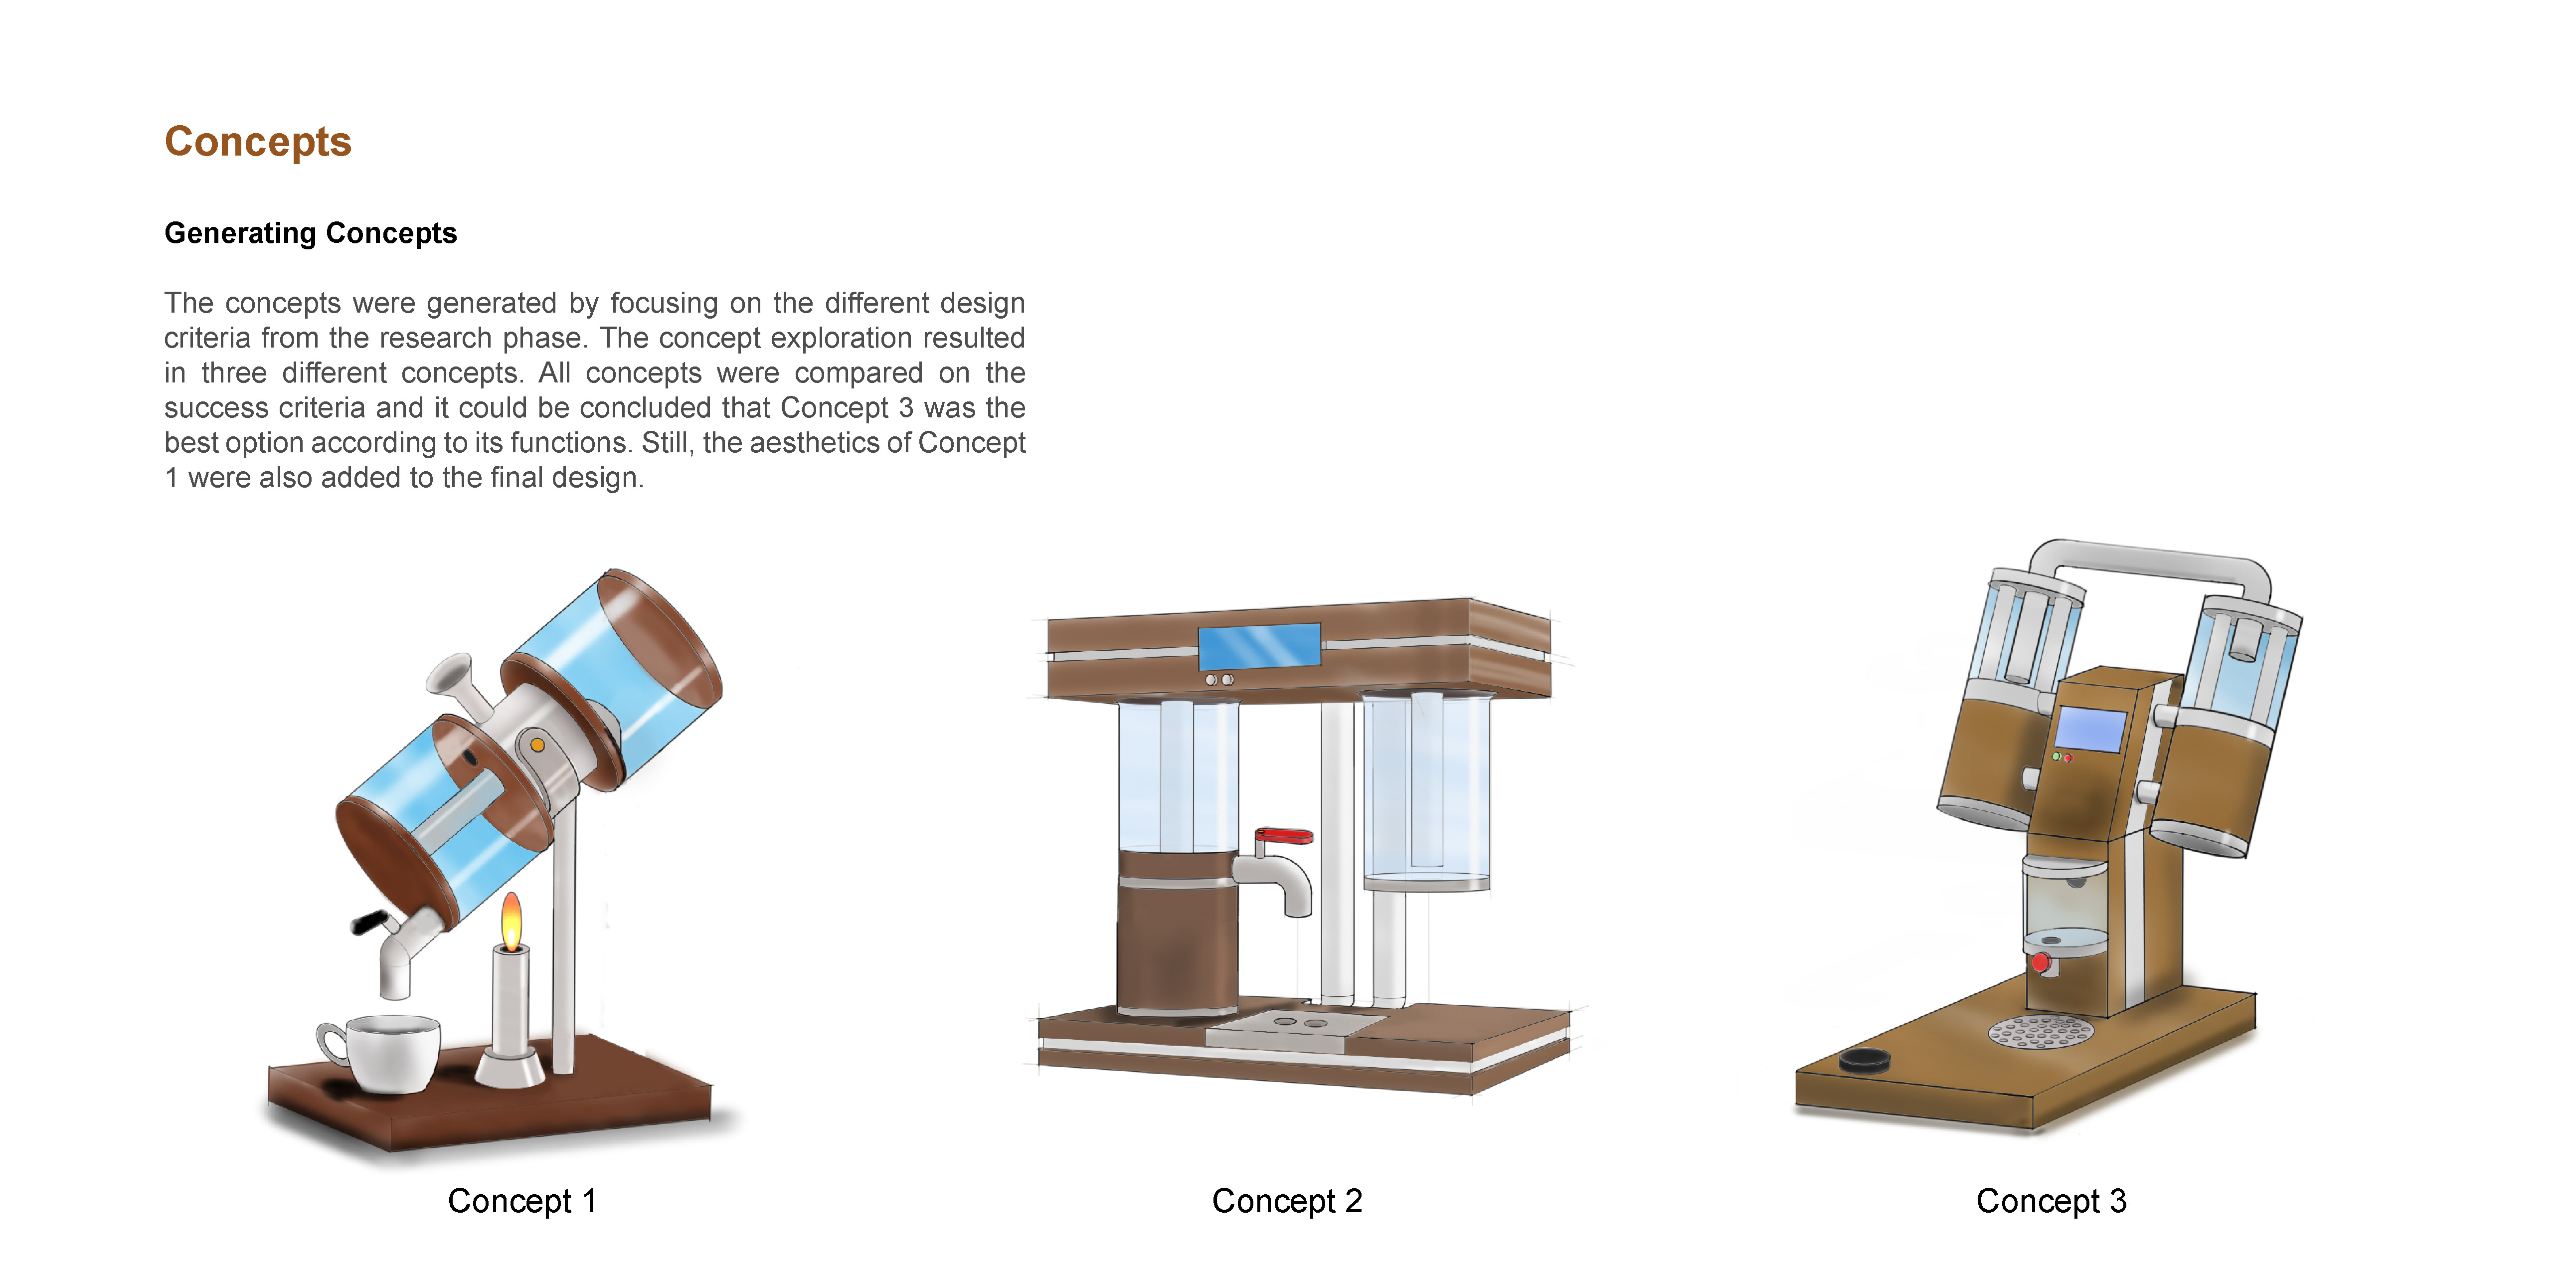 Concepts
Generating Concepts
The concepts were generated by focusing on the different design
criteria from the research phase. The concept exploration resulted
in three different concepts. All concepts were compared on the
success criteria and it could be concluded that Concept 3 was the
best option according to its functions. Still, the aesthetics of Concept
1 were also added to the final design.
Concept 1
Concept 2
Concept 3